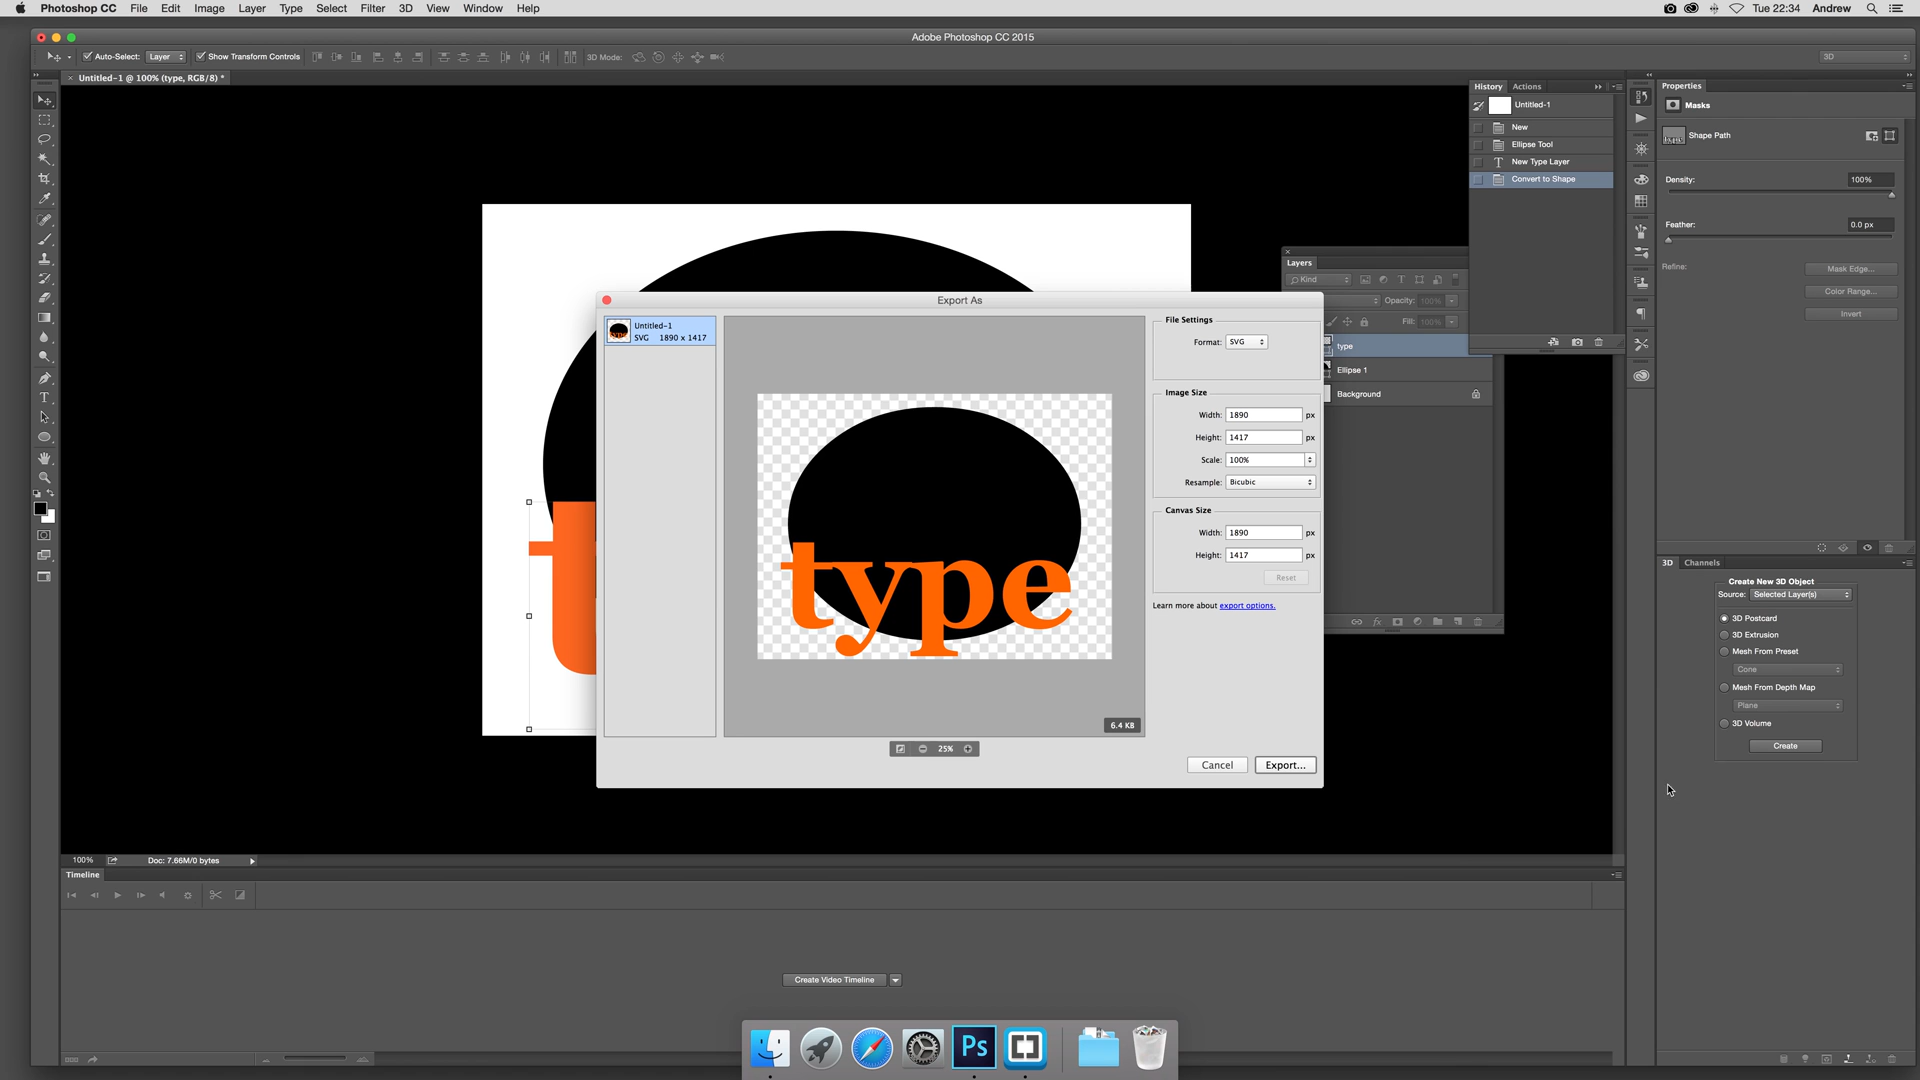 Photoshop CC File Edit Image Layer Type Select Filter 3D View Window Help Tue 22:34 Andrew
Adobe Photoshop CC 2015
Auto-Select: Layer Show Transform Controls 3D Mode: 3D
Untitled-1 @ 100% (type, RGB/8) *
History Actions
Untitled-1
New
Ellipse Tool
New Type Layer
Convert to Shape
Properties
Masks
Shape Path
Density: 100%
Feather: 0.0 px
Refine:
Mask Edge...
Color Range...
Invert
Layers
Kind
Opacity: 100%
Fill: 100%
type
Ellipse 1
Background
Export As
Untitled-1
SVG 1890 x 1417
type
6.4 KB
25%
File Settings
Format: SVG
Image Size
Width: 1890 px
Height: 1417 px
Scale: 100%
Resample: Bicubic
Canvas Size
Width: 1890 px
Height: 1417 px
Reset
Learn more about export options.
Cancel Export...
3D Channels
Create New 3D Object
Source: Selected Layer(s)
3D Postcard
3D Extrusion
Mesh From Preset
Cone
Mesh From Depth Map
Plane
3D Volume
Create
100% Doc: 7.66M/0 bytes
Timeline
Create Video Timeline
Ps